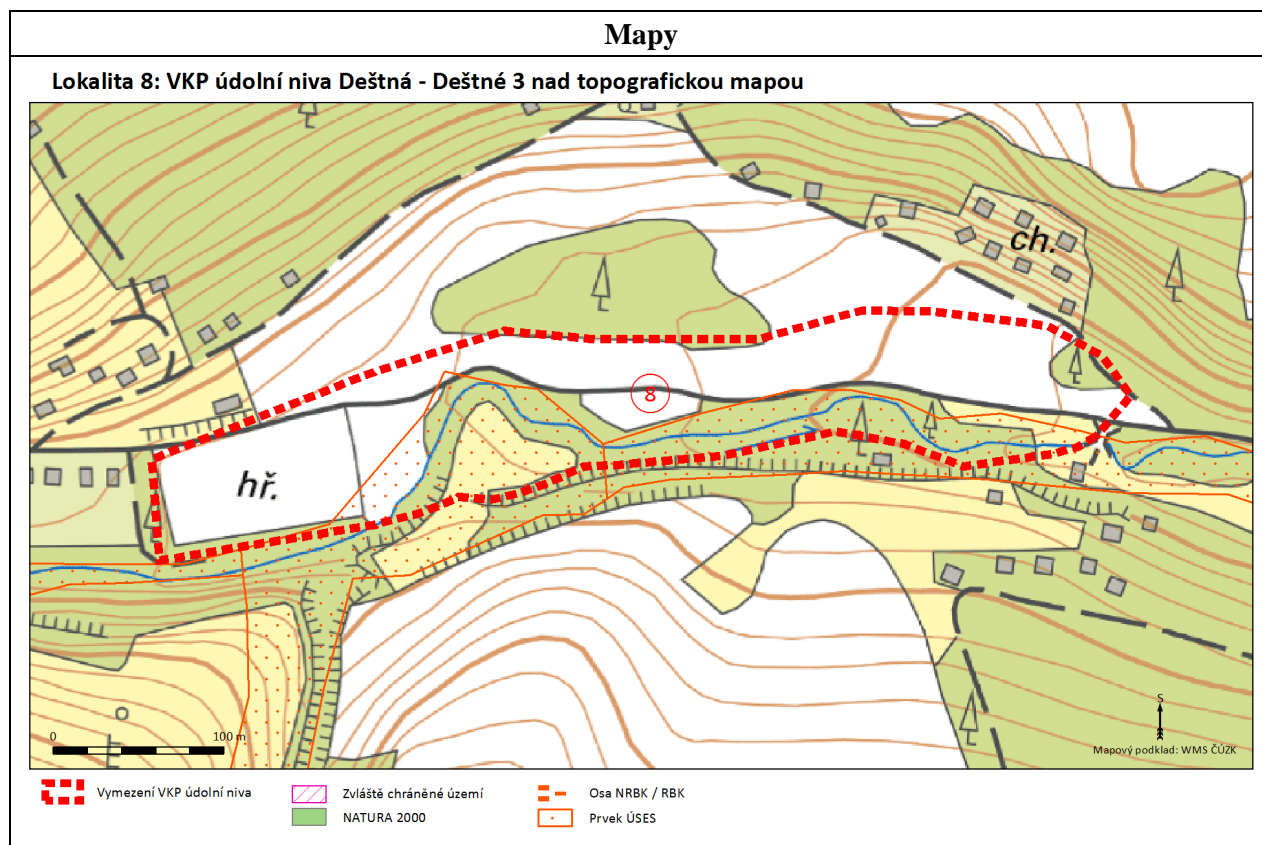 Mapy
Lokalita 8: VKP údolní niva Deštná - Deštné 3 nad topografickou mapou
ch.
8
hř.
S
0 100 m
Mapový podklad: WMS ČÚZK
Vymezení VKP údolní niva
Zvláště chráněné území
Osa NRBK / RBK
NATURA 2000
Prvek ÚSES